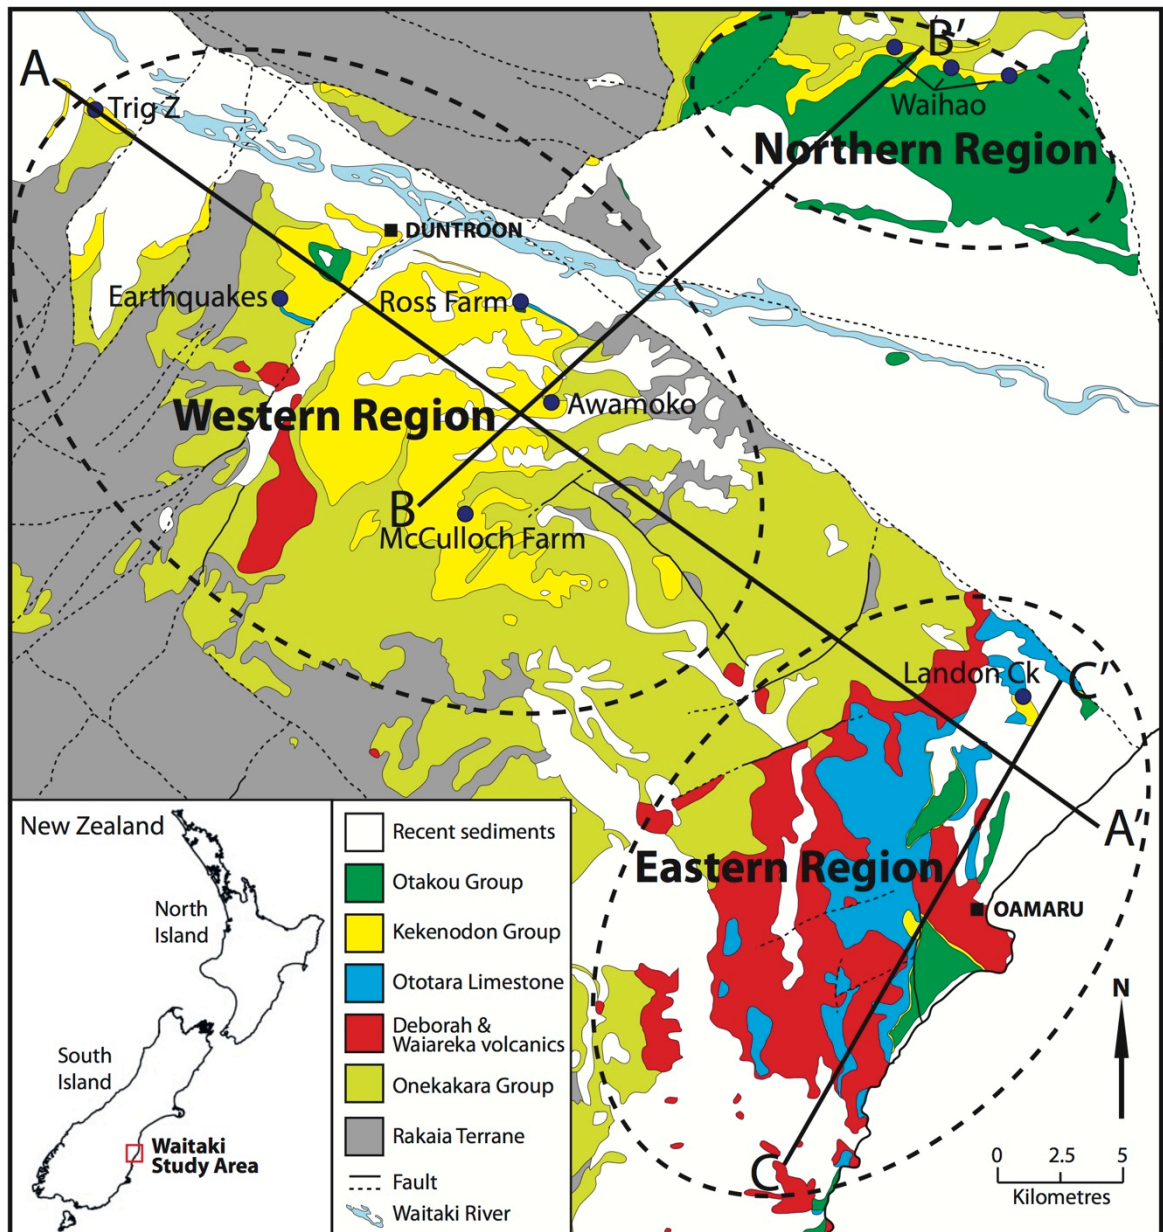 A
Trig Z
B'
Waihao
Northern Region
DUNTROON
Earthquakes
Ross Farm
Western Region
Awamoko
B
McCulloch Farm
Landon Ck
C'
A'
Eastern Region
OAMARU
C
N
0 2.5 5
Kilometres
New Zealand
North
Island
South
Island
Waitaki
Study Area
Recent sediments
Otakou Group
Kekenodon Group
Ototara Limestone
Deborah &
Waiareka volcanics
Onekakara Group
Rakaia Terrane
Fault
Waitaki River